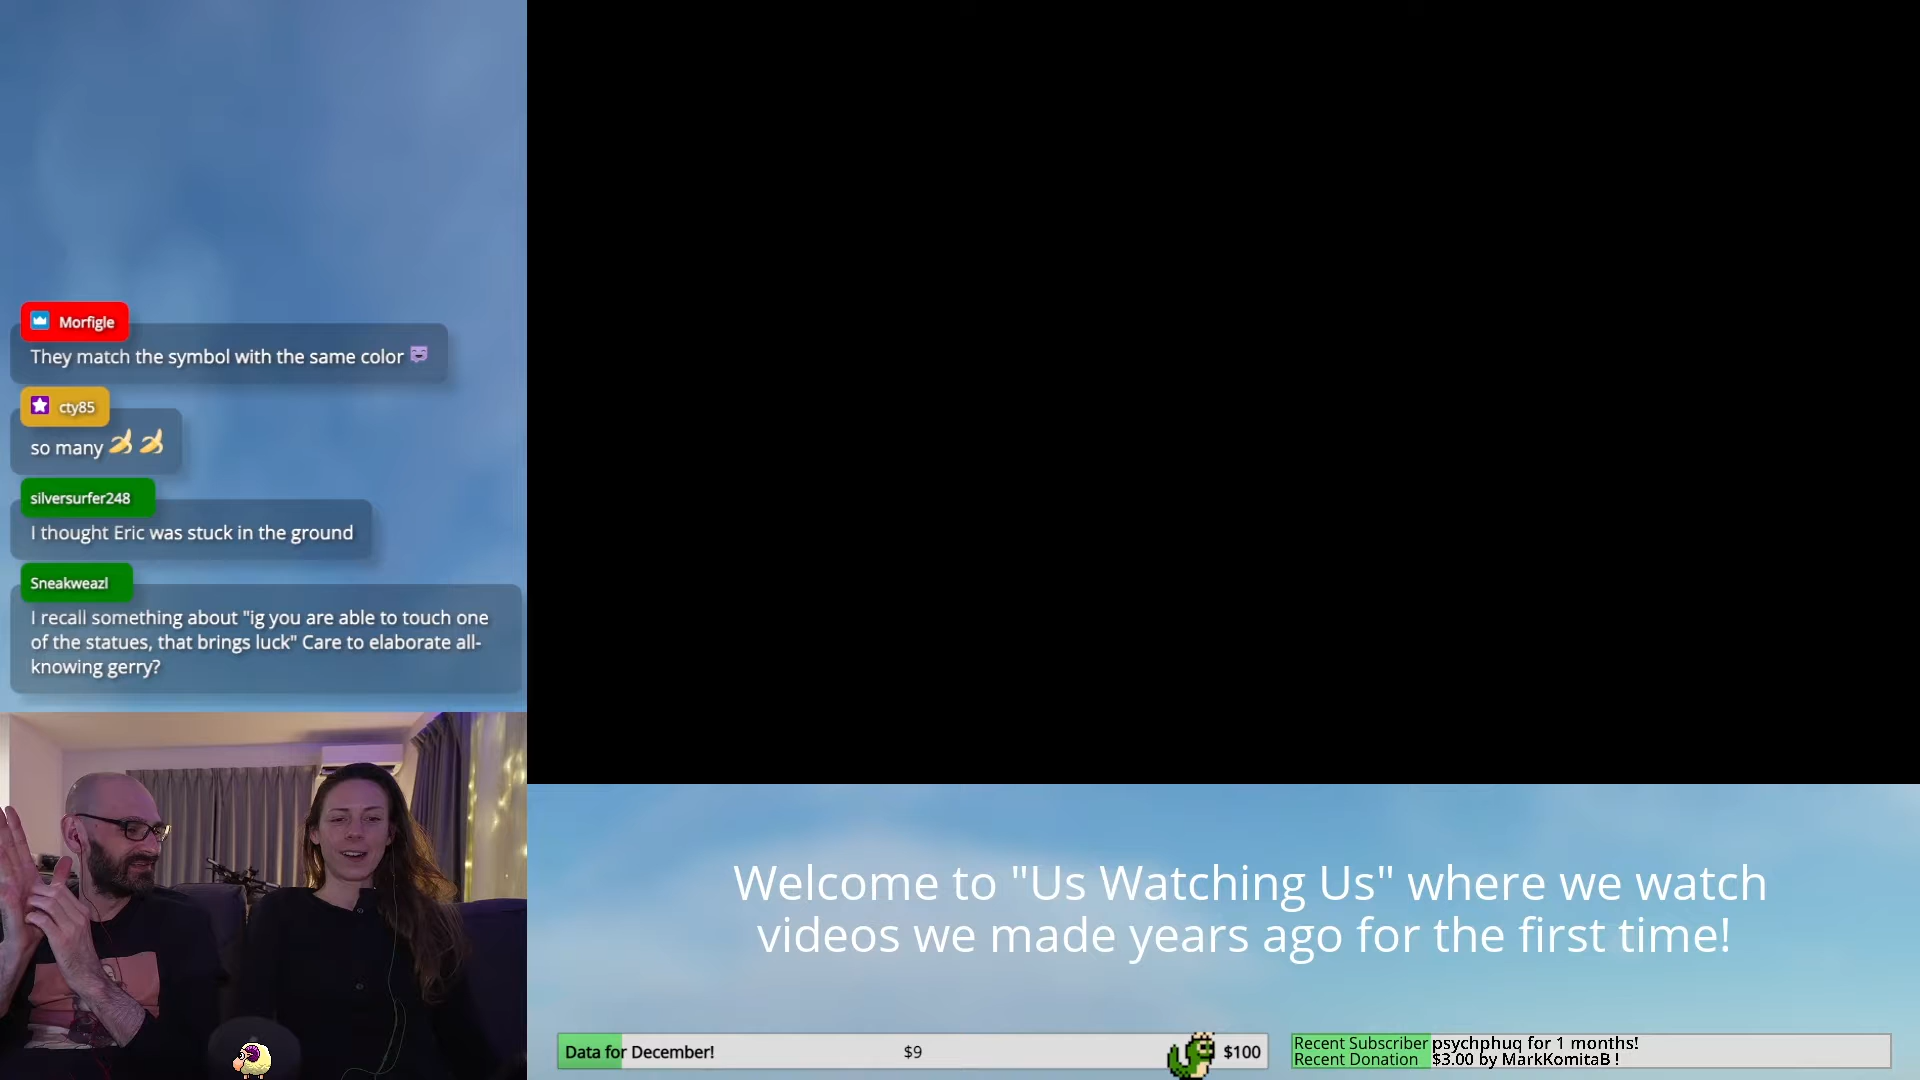 Morfigle
They match the symbol with the same color
cty85
so many
silversurfer248
I thought Eric was stuck in the ground
Sneakweazl
I recall something about "ig you are able to touch one
of the statues, that brings luck" Care to elaborate all-
knowing gerry?
Welcome to "Us Watching Us" where we watch
videos we made years ago for the first time!
Data for December!
$9
$100
Recent Subscriber psychphuq for 1 months!
Recent Donation $3.00 by MarkKomitaB !